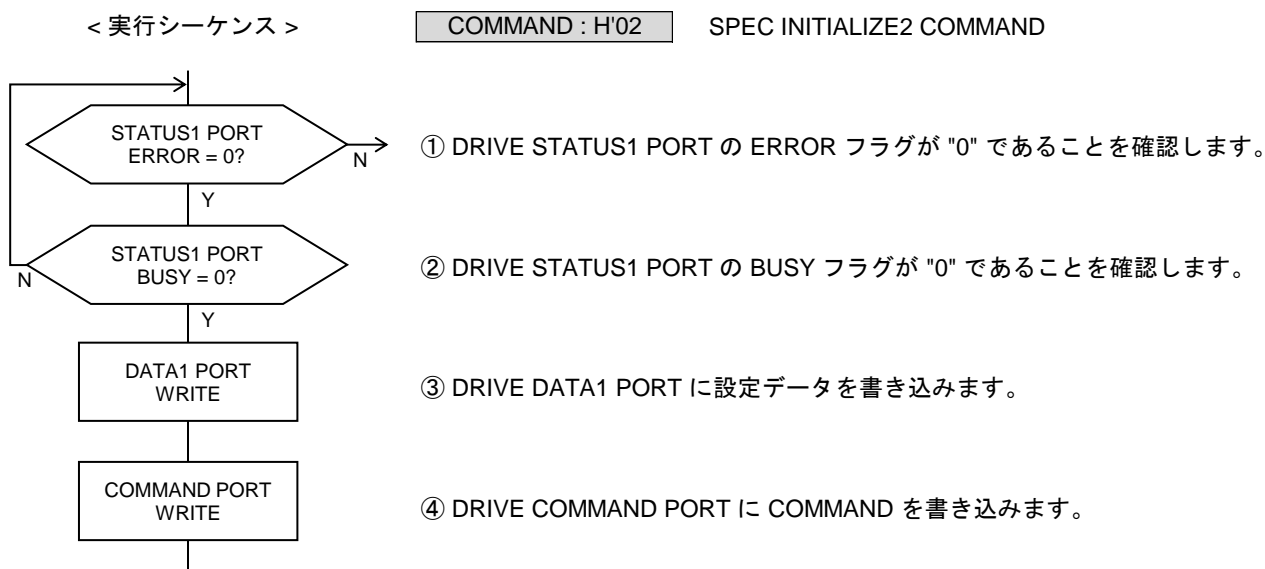 < 実行シーケンス >
COMMAND : H'02
SPEC INITIALIZE2 COMMAND
STATUS1 PORT
ERROR = 0?
N
① DRIVE STATUS1 PORT の ERROR フラグが "0" であることを確認します。
Y
STATUS1 PORT
BUSY = 0?
N
② DRIVE STATUS1 PORT の BUSY フラグが "0" であることを確認します。
Y
DATA1 PORT
WRITE
③ DRIVE DATA1 PORT に設定データを書き込みます。
COMMAND PORT
WRITE
④ DRIVE COMMAND PORT に COMMAND を書き込みます。